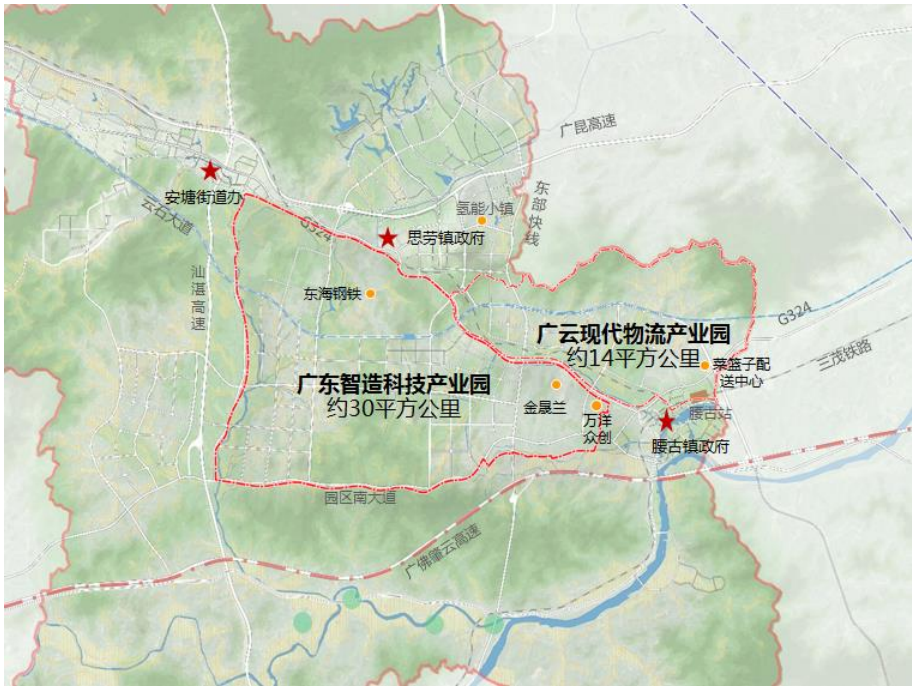 广昆高速
安塘街道办
云石大道
东部快线
氢能小镇
G324
思劳镇政府
汕湛高速
东海钢铁
G324
广云现代物流产业园
约14平方公里
三茂铁路
菜篮子配
送中心
广东智造科技产业园
约30平方公里
金晟兰
万洋
众创
腰古站
腰古镇政府
园区南大道
广佛肇云高速